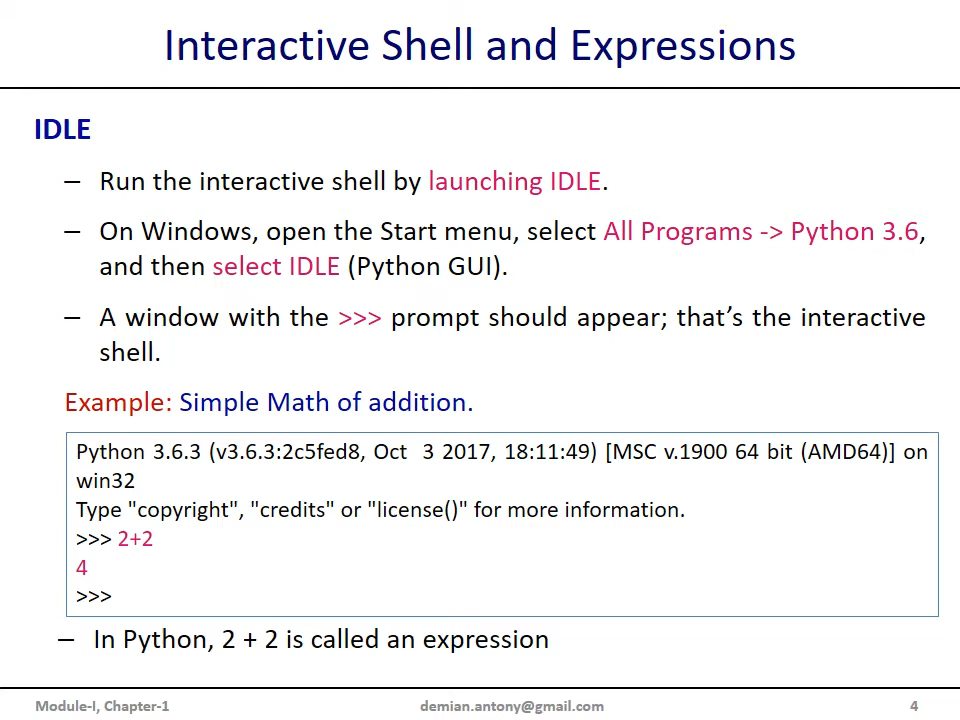 Interactive Shell and Expressions
IDLE
– Run the interactive shell by launching IDLE.
– On Windows, open the Start menu, select All Programs -> Python 3.6,
and then select IDLE (Python GUI).
– A window with the >>> prompt should appear; that’s the interactive
shell.
Example: Simple Math of addition.
Python 3.6.3 (v3.6.3:2c5fed8, Oct  3 2017, 18:11:49) [MSC v.1900 64 bit (AMD64)] on
win32
Type "copyright", "credits" or "license()" for more information.
>>> 2+2
4
>>>
– In Python, 2 + 2 is called an expression
Module-I, Chapter-1 demian.antony@gmail.com 4